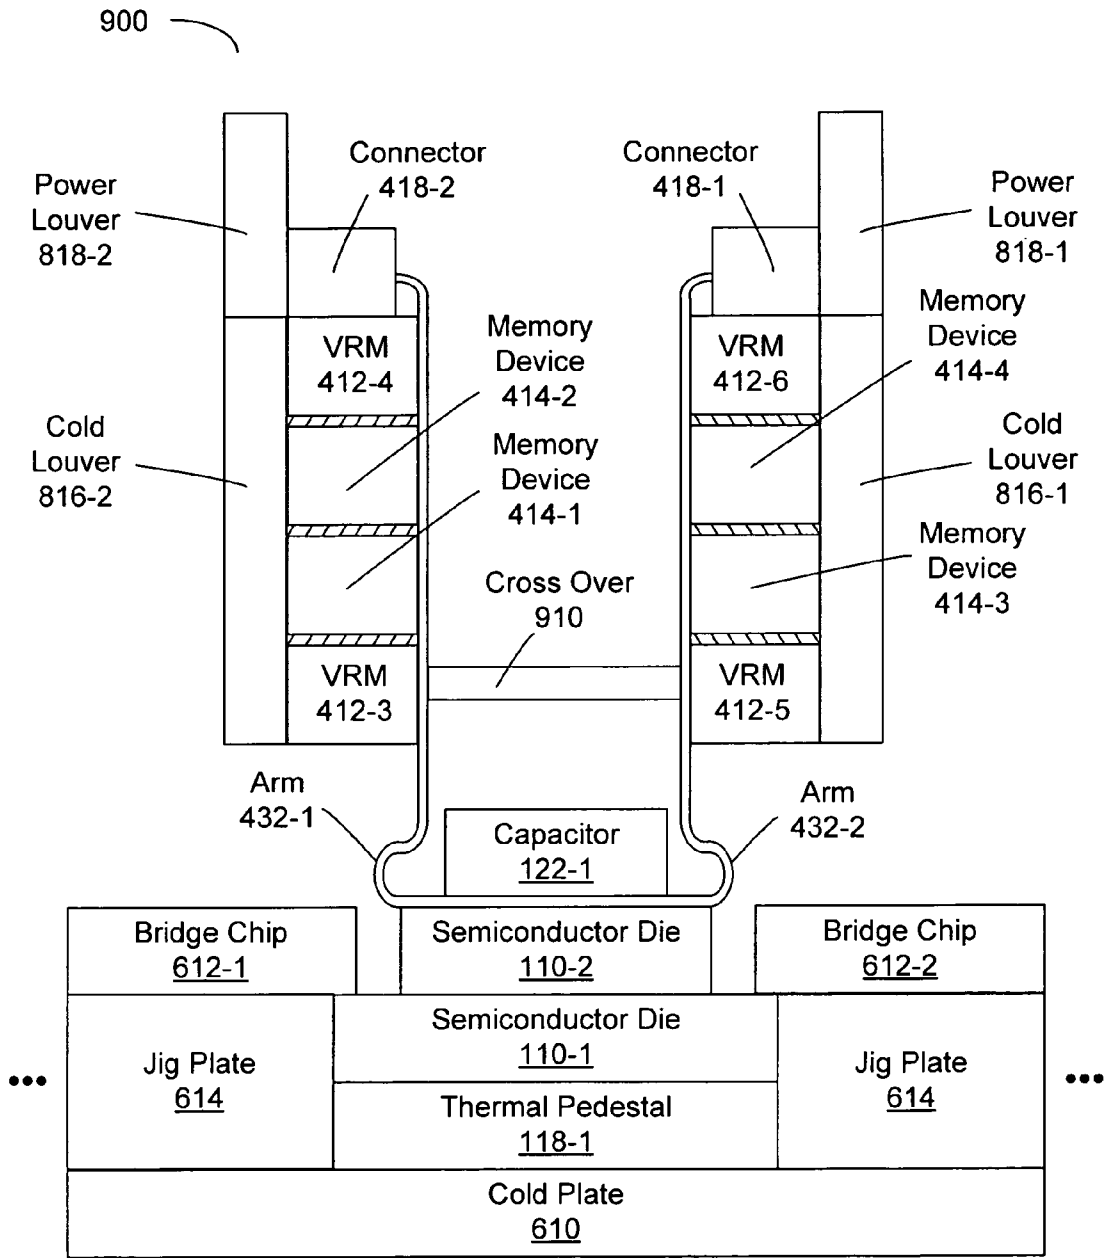 900
Connector
418-2
Connector
418-1
Power
Louver
818-2
Power
Louver
818-1
VRM
412-4
Memory
Device
414-2
VRM
412-6
Memory
Device
414-4
Cold
Louver
816-2
Memory
Device
414-1
Cold
Louver
816-1
Memory
Device
414-3
Cross Over
910
VRM
412-3
VRM
412-5
Arm
432-1
Arm
432-2
Capacitor
122-1
Bridge Chip
612-1
Semiconductor Die
110-2
Bridge Chip
612-2
Jig Plate
614
Semiconductor Die
110-1
Jig Plate
614
Thermal Pedestal
118-1
Cold Plate
610